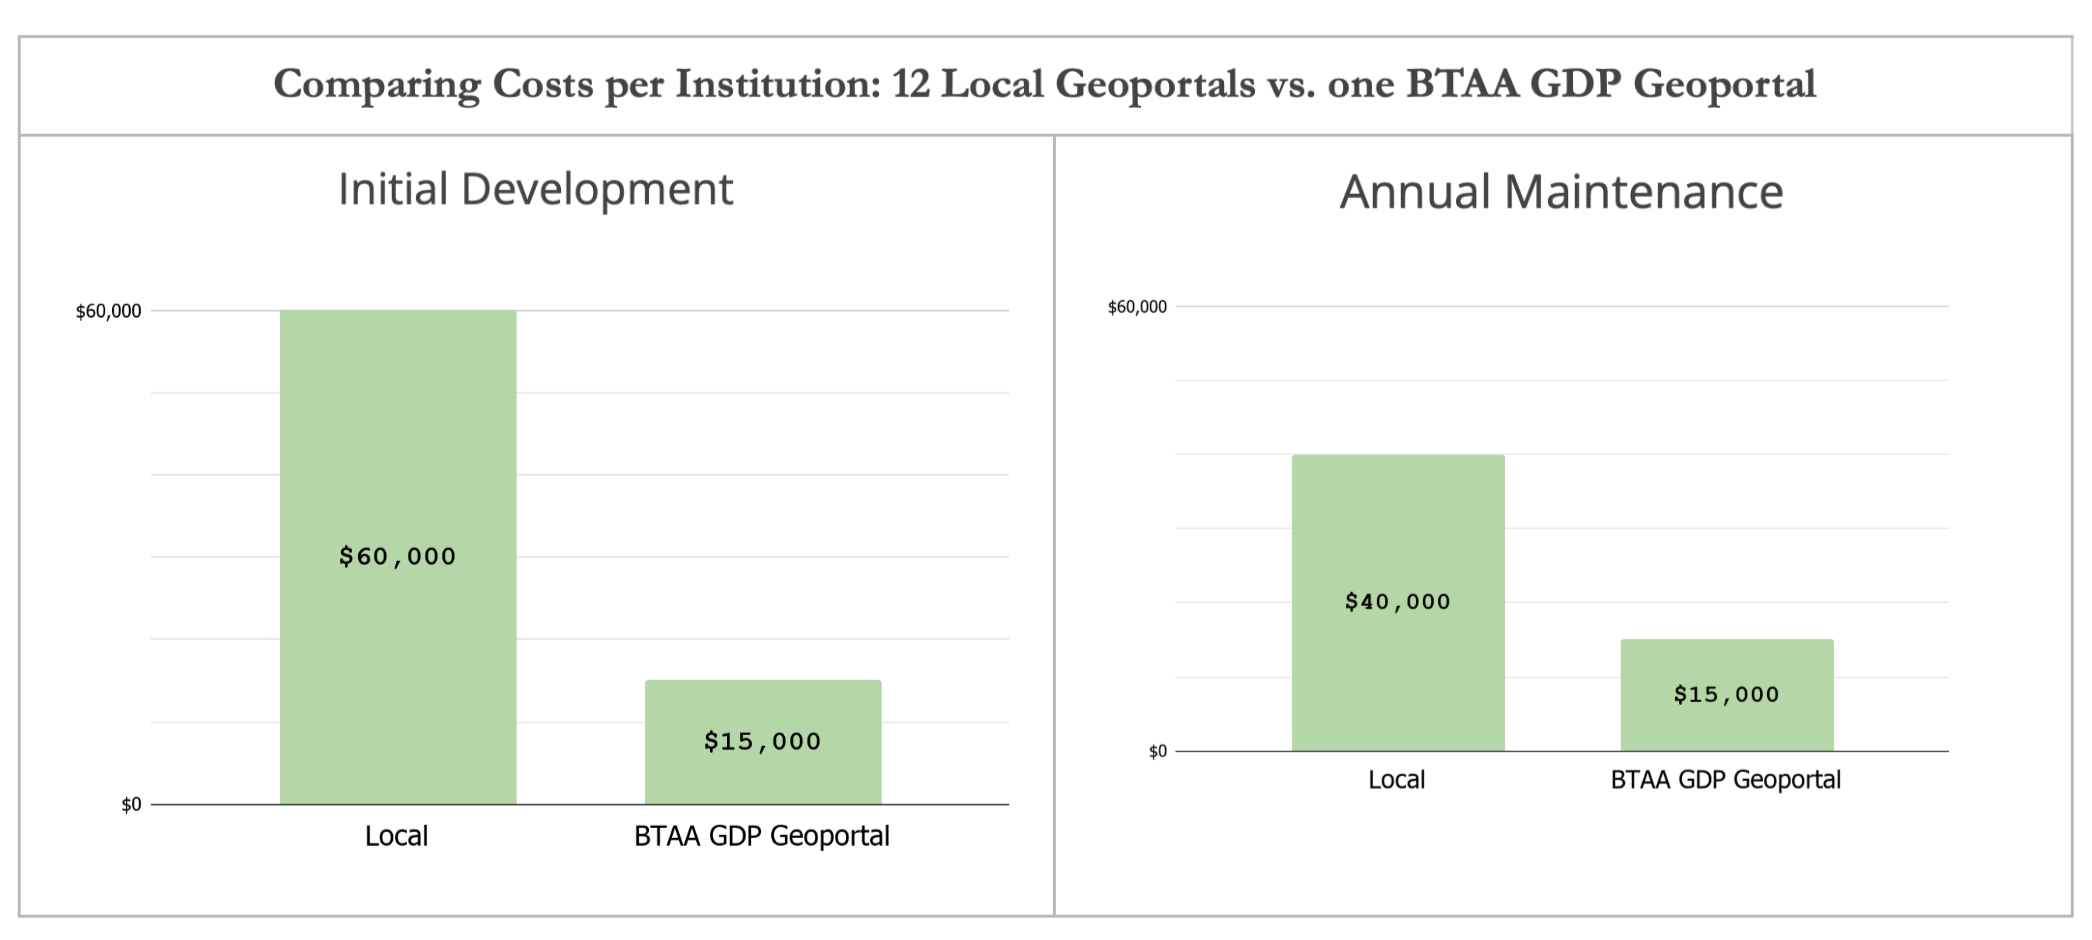 Comparing Costs per Institution: 12 Local Geoportals vs. one BTAA GDP Geoportal
Initial Development
$60,000
$60,000
$15,000
$0
Local
BTAA GDP Geoportal
Annual Maintenance
$60,000
$40,000
$15,000
$0
Local
BTAA GDP Geoportal